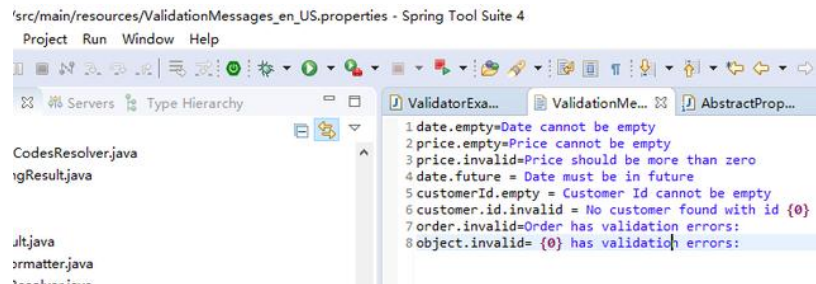 /src/main/resources/ValidationMessages_en_US.properties - Spring Tool Suite 4
Project Run Window Help
Servers Type Hierarchy
CodesResolver.java
ngResult.java
ult.java
ormatter.java
ValidatorExa...
ValidationMe...
AbstractProp...
1 date.empty=Date cannot be empty
2 price.empty=Price cannot be empty
3 price.invalid=Price should be more than zero
4 date.future = Date must be in future
5 customerId.empty = Customer Id cannot be empty
6 customer.id.invalid = No customer found with id {0}
7 order.invalid=Order has validation errors:
8 object.invalid= {0} has validation errors: